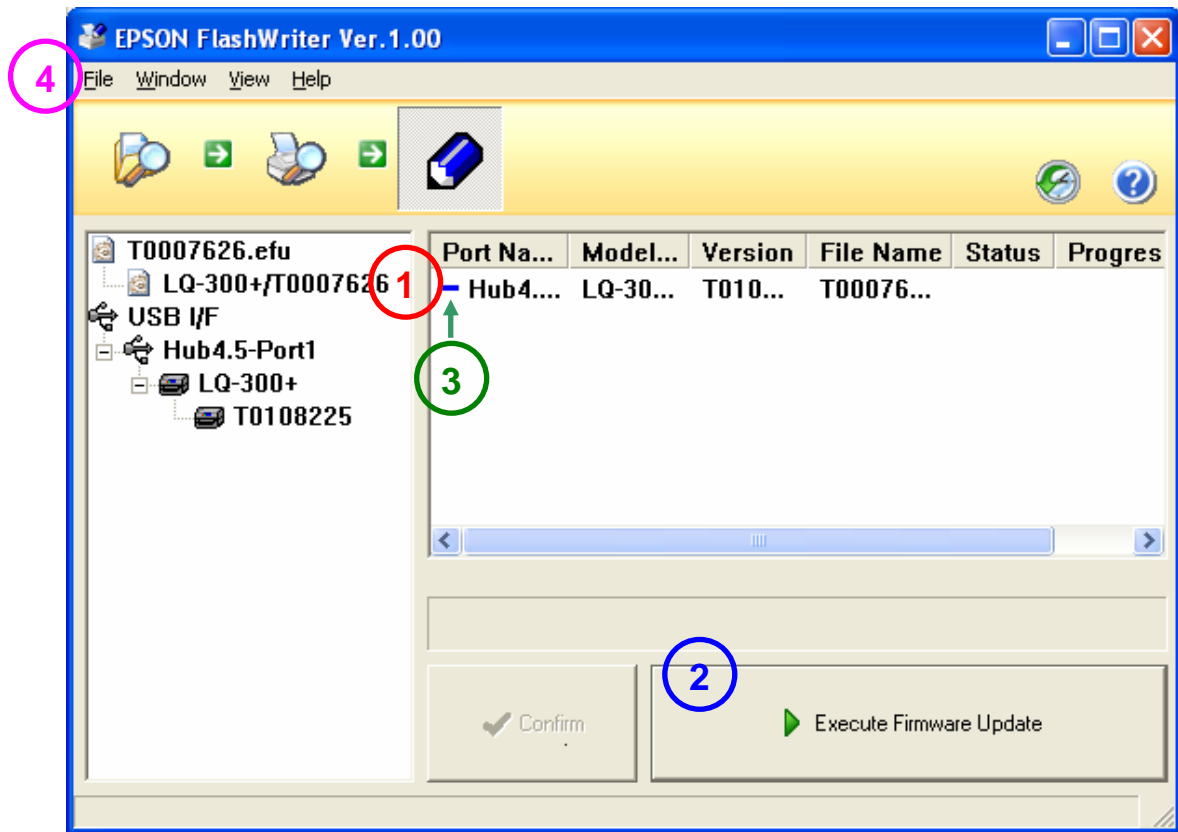 EPSON FlashWriter Ver.1.00
4
File Window View Help
T0007626.efu
LQ-300+/T0007626
USB I/F
Hub4.5-Port1
LQ-300+
T0108225
1
Port Na... Model... Version File Name Status Progres
Hub4.... LQ-30... T010... T00076...
3
2
Confirm
Execute Firmware Update